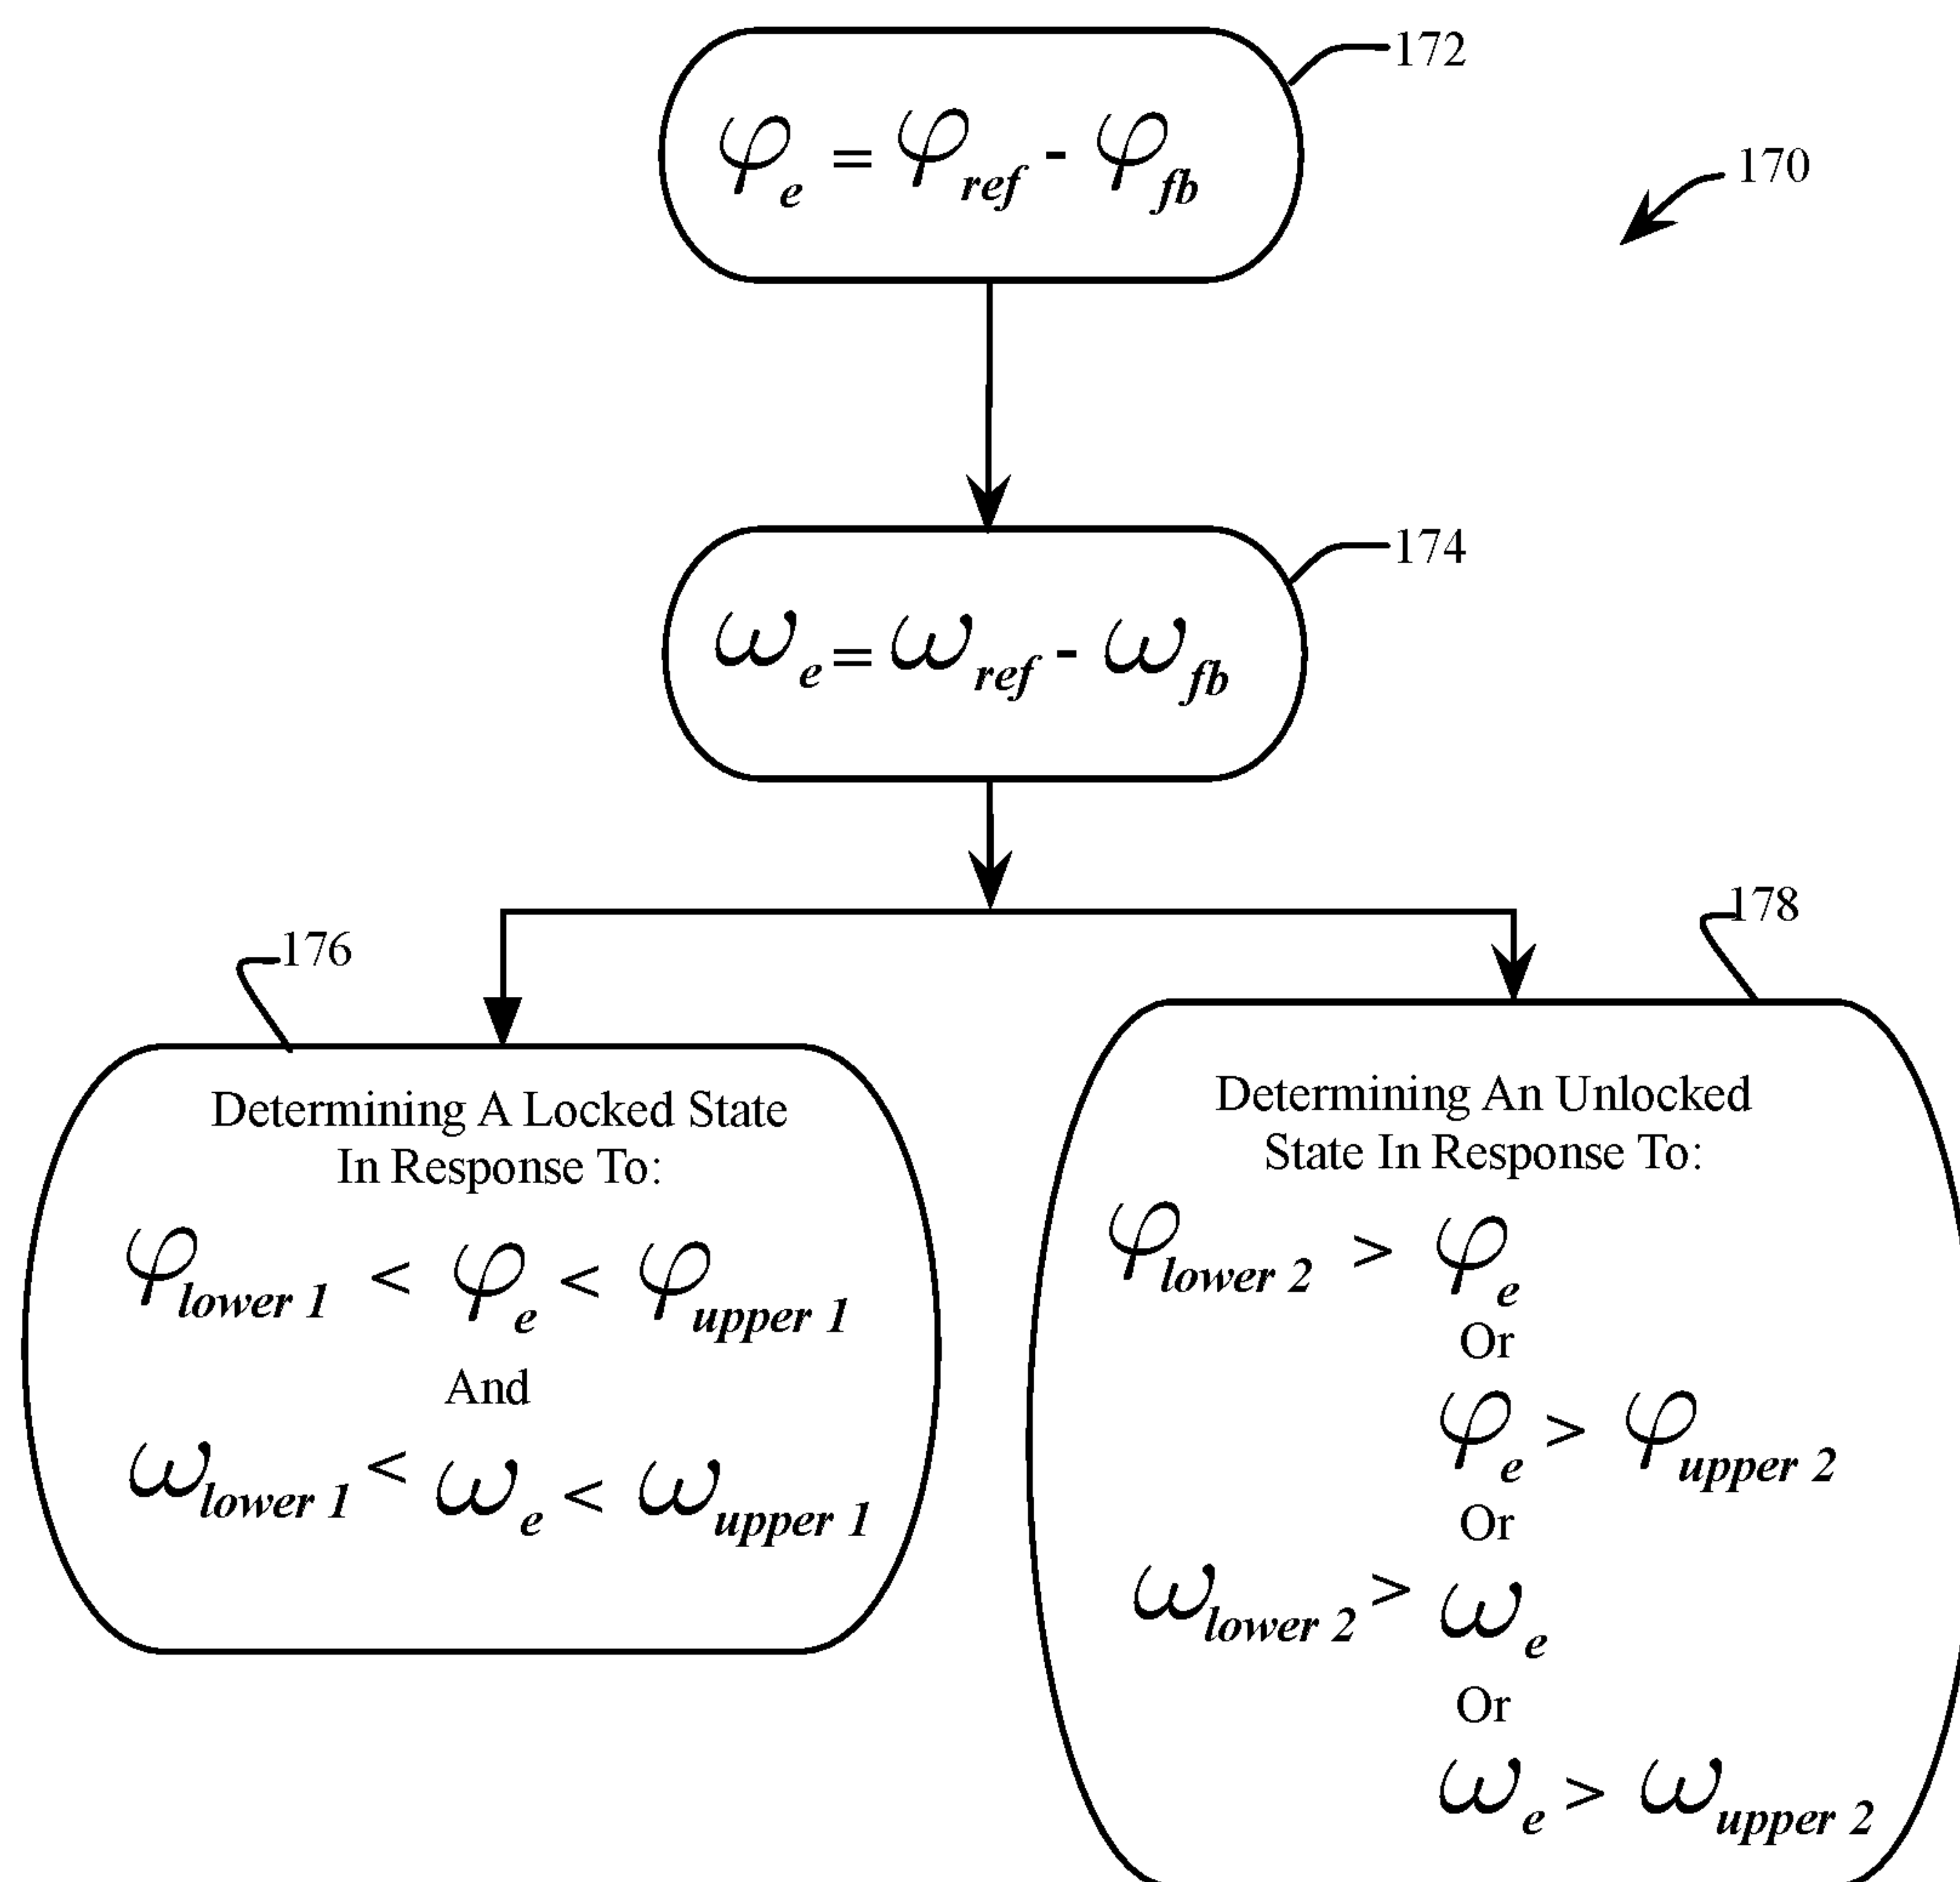 172
φe = φref - φfb
170
174
ωe = ωref - ωfb
178
176
Determining A Locked State
In Response To:
φlower 1 < φe < φupper 1
And
ωlower 1 < ωe < ωupper 1
Determining An Unlocked
State In Response To:
φlower 2 > φe
Or
φe > φupper 2
Or
ωlower 2 > ωe
Or
ωe > ωupper 2